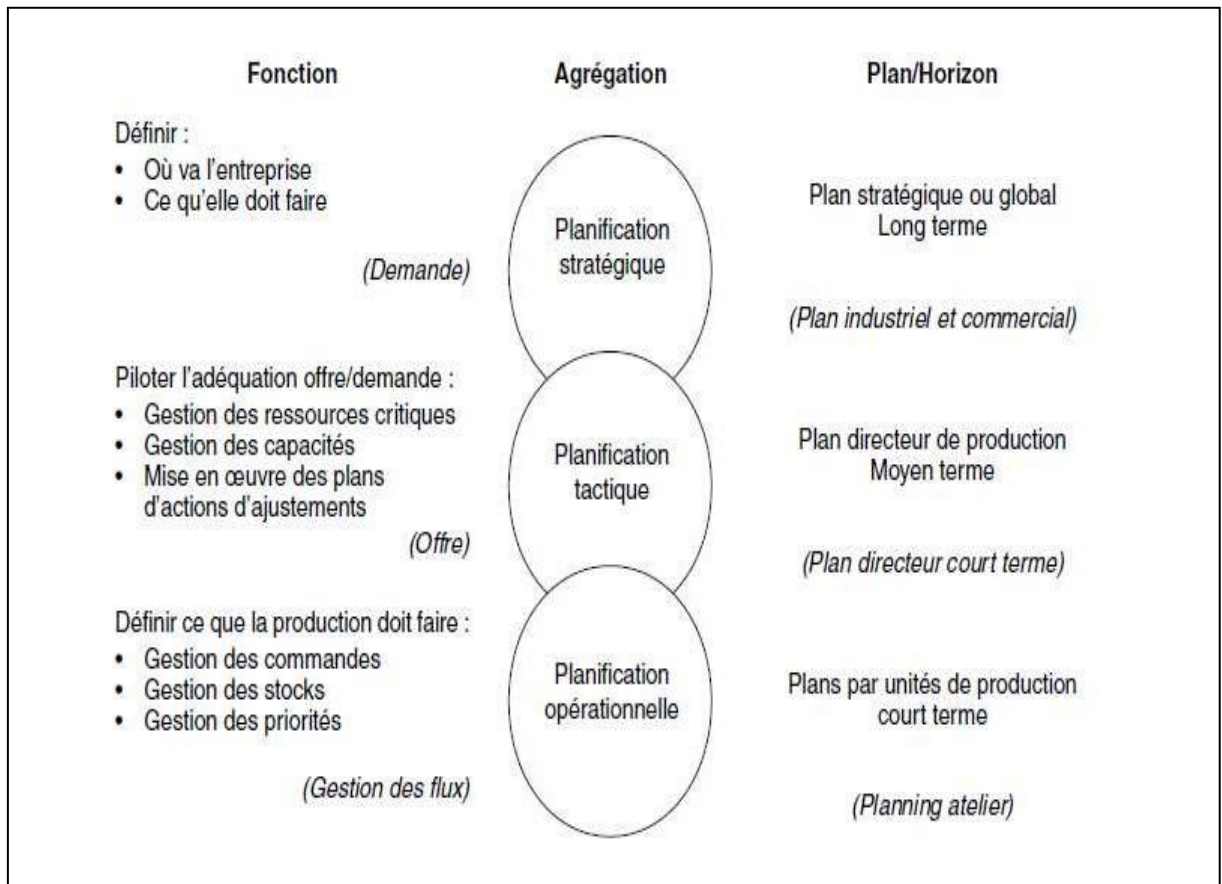 Fonction
Agrégation
Plan/Horizon
Définir :
• Où va l'entreprise
• Ce qu'elle doit faire
(Demande)
Planification
stratégique
Plan stratégique ou global
Long terme
(Plan industriel et commercial)
Piloter l'adéquation offre/demande :
• Gestion des ressources critiques
• Gestion des capacités
• Mise en œuvre des plans
d'actions d'ajustements
(Offre)
Planification
tactique
Plan directeur de production
Moyen terme
(Plan directeur court terme)
Définir ce que la production doit faire :
• Gestion des commandes
• Gestion des stocks
• Gestion des priorités
(Gestion des flux)
Planification
opérationnelle
Plans par unités de production
court terme
(Planning atelier)